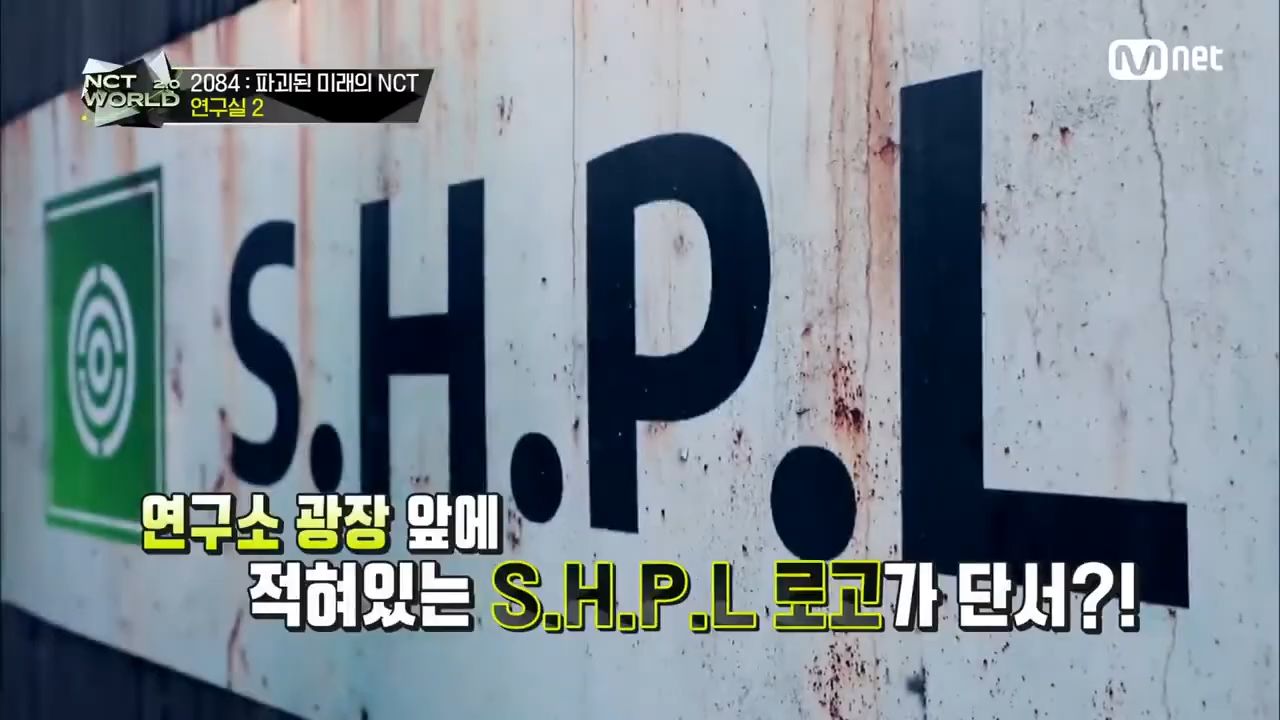 NCT WORLD 2.0
2084 : 파괴된 미래의 NCT
연구실 2
Mnet
S.H.P.L
연구소 광장 앞에
적혀있는 S.H.P.L 로고가 단서?!